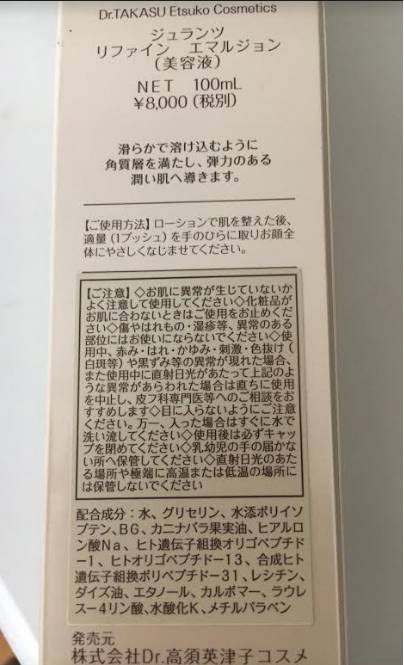 Dr.TAKASU Etsuko Cosmetics
ジュランツ
リファイン エマルジョン
（美容液）
NET 100mL
¥8,000（税別）
滑らかで溶け込むように
角質層を満たし、弾力のある
潤い肌へ導きます。
【ご使用方法】ローションで肌を整えた後、
適量（1プッシュ）を手のひらに取りお顔全
体にやさしくなじませてください。
【ご注意】◇お肌に異常が生じていないか
よく注意して使用してください◇化粧品が
お肌に合わないときはご使用をお止めくだ
さい◇傷やはれもの・湿疹等、異常のある
部位にはお使いにならないでください◇使
用中、赤み・はれ・かゆみ・刺激・色抜け（
白斑等）や黒ずみ等の異常が現れた場合、
また使用中に直射日光があたって上記のよ
うな異常があらわれた場合は直ちに使用
を中止し、皮フ科専門医等へのご相談をお
すすめします◇目に入らないようにご注意
ください。万一、入った場合はすぐに水で
洗い流してください◇使用後は必ずキャッ
プを閉めてください◇乳幼児の手の届かな
い所へ保管してください◇直射日光のあた
る場所や極端に高温または低温の場所に
は保管しないでください
配合成分：水、グリセリン、水添ポリイソ
ブテン、BG、カニナバラ果実油、ヒアルロ
ン酸Na、ヒト遺伝子組換オリゴペプチド
ー1、ヒトオリゴペプチドー13、合成ヒト
遺伝子組換ポリペプチドー31、レシチン、
ダイズ油、エタノール、カルボマー、ラウレ
スー4リン酸、水酸化K、メチルパラベン
発売元
株式会社Dr.高須英津子コスメ